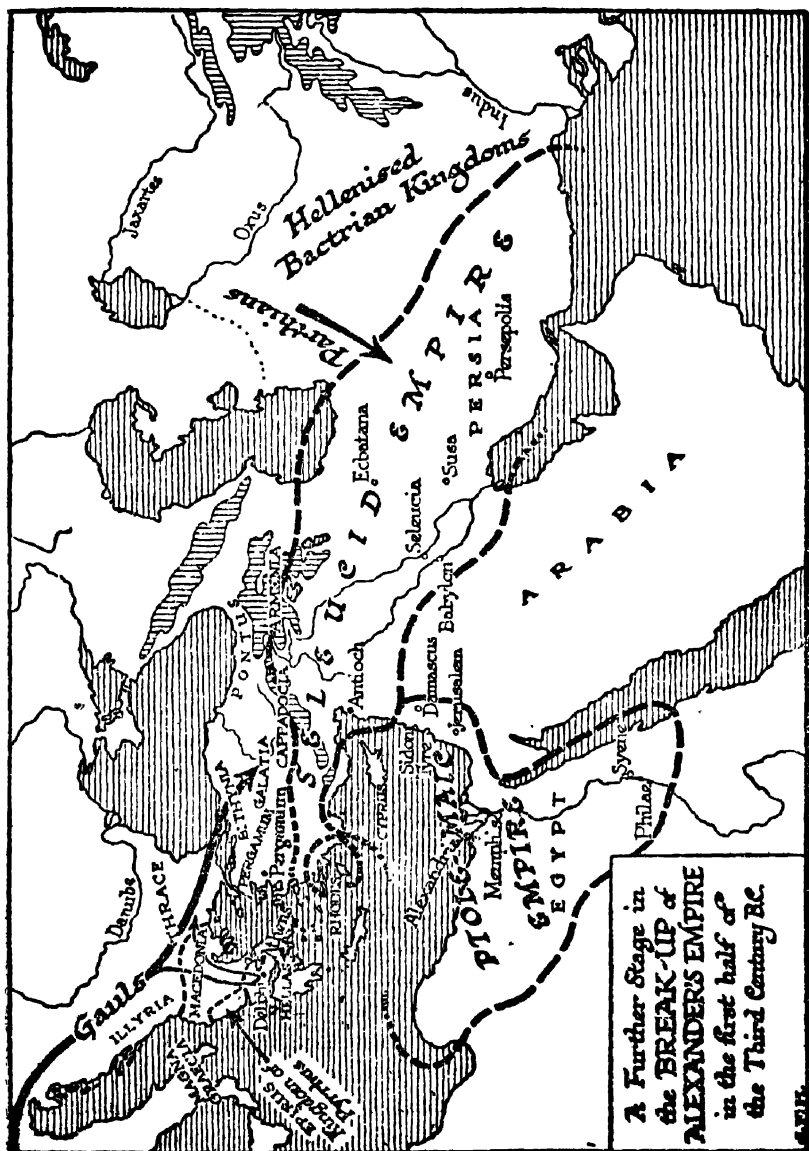 Jaxartes
Oxus
Indus
Hellenised
Bactrian Kingdoms
Parthians
SELEUCID EMPIRE
PERSIA
Persepolis
Ecbatana
Susa
Seleucia
Babylon
ARABIA
PONTUS
ARMENIA
CAPPADOCIA
GALATIA
BITHYNIA
PERGAMUM
Pergamum
Antioch
Damascus
Jerusalem
Sidon
Tyre
CYPRUS
RHODES
Danube
THRACE
Gauls
ILLYRIA
MACEDONIA
HELLAS
MAGNA
GRAECIA
EPIRUS
Kingdom of
Pyrrhus
PTOLEMAIC
EMPIRE
Alexandria
Memphis
EGYPT
Syene
Philae
A Further Stage in
the BREAK-UP of
ALEXANDER'S EMPIRE
in the first half of
the Third Century B.C.